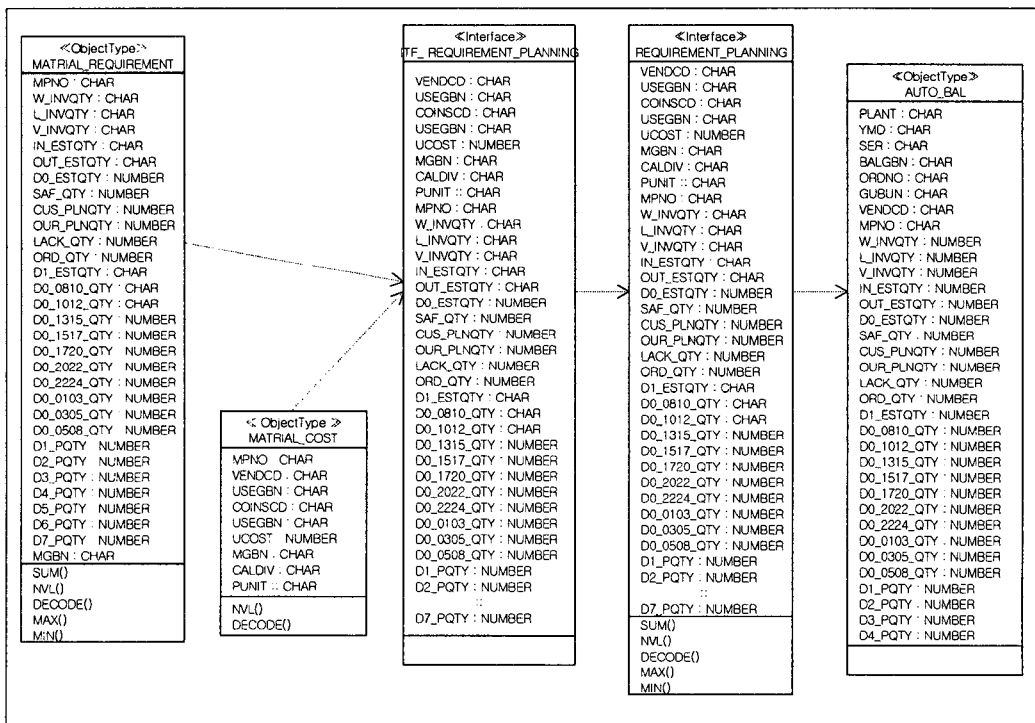 ≪ObjectType≫
MATRIAL_REQUIREMENT
MPNO : CHAR
W_INVQTY : CHAR
L_INVQTY : CHAR
V_INVQTY : CHAR
IN_ESTQTY : CHAR
OUT_ESTQTY : CHAR
D0_ESTQTY : NUMBER
SAF_QTY : NUMBER
CUS_PLNQTY : NUMBER
OUR_PLNQTY : NUMBER
LACK_QTY : NUMBER
ORD_QTY : NUMBER
D1_ESTQTY : CHAR
D0_0810_QTY : CHAR
D0_1012_QTY : CHAR
D0_1315_QTY : NUMBER
D0_1517_QTY NUMBER
D0_1720_QTY NUMBER
D0_2022_QTY : NUMBER
D0_2224_QTY : NUMBER
D0_0103_QTY NUMBER
D0_0305_QTY NUMBER
D0_0508_QTY : NUMBER
D1_PQTY NUMBER
D2_PQTY : NUMBER
D3_PQTY : NUMBER
D4_PQTY : NUMBER
D5_PQTY : NUMBER
D6_PQTY : NUMBER
D7_PQTY : NUMBER
MGBN : CHAR
SUM()
NVL()
DECODE()
MAX()
MIN()
≪ ObjectType ≫
MATRIAL_COST
MPNO : CHAR
VENDCD : CHAR
USEGBN : CHAR
COINSCD : CHAR
USEGBN : CHAR
UCOST NUMBER
MGBN : CHAR
CALDIV : CHAR
PUNIT :: CHAR
NVL()
DECODE()
≪Interface≫
ITF_ REQUIREMENT_PLANNING
VENDCD : CHAR
USEGBN : CHAR
COINSCD : CHAR
USEGBN : CHAR
UCOST : NUMBER
MGBN : CHAR
CALDIV : CHAR
PUNIT :: CHAR
MPNO : CHAR
W_INVQTY : CHAR
L_INVQTY : CHAR
V_INVQTY : CHAR
IN_ESTQTY : CHAR
OUT_ESTQTY : CHAR
D0_ESTQTY : NUMBER
SAF_QTY : NUMBER
CUS_PLNQTY : NUMBER
OUR_PLNQTY : NUMBER
LACK_QTY : NUMBER
ORD_QTY : NUMBER
D1_ESTQTY : CHAR
D0_0810_QTY : CHAR
D0_1012_QTY : CHAR
D0_1315_QTY : NUMBER
D0_1517_QTY : NUMBER
D0_1720_QTY : NUMBER
D0_2022_QTY : NUMBER
D0_2224_QTY : NUMBER
D0_0103_QTY : NUMBER
D0_0305_QTY : NUMBER
D0_0508_QTY : NUMBER
D1_PQTY : NUMBER
D2_PQTY : NUMBER
::
D7_PQTY : NUMBER
≪Interface≫
REQUIREMENT_PLANNING
VENDCD : CHAR
USEGBN : CHAR
COINSCD : CHAR
USEGBN : CHAR
UCOST : NUMBER
MGBN : CHAR
CALDIV : CHAR
PUNIT :: CHAR
MPNO : CHAR
W_INVQTY : CHAR
L_INVQTY : CHAR
V_INVQTY : CHAR
IN_ESTQTY : CHAR
OUT_ESTQTY : CHAR
D0_ESTQTY : NUMBER
SAF_QTY : NUMBER
CUS_PLNQTY : NUMBER
OUR_PLNQTY : NUMBER
LACK_QTY : NUMBER
ORD_QTY : NUMBER
D1_ESTQTY : CHAR
D0_0810_QTY : CHAR
D0_1012_QTY : CHAR
D0_1315_QTY : NUMBER
D0_1517_QTY : NUMBER
D0_1720_QTY : NUMBER
D0_2022_QTY : NUMBER
D0_2224_QTY : NUMBER
D0_0103_QTY : NUMBER
D0_0305_QTY : NUMBER
D0_0508_QTY : NUMBER
D1_PQTY : NUMBER
D2_PQTY : NUMBER
::
D7_PQTY : NUMBER
SUM()
NVL()
DECODE()
MAX()
MIN()
≪ObjectType≫
AUTO_BAL
PLANT : CHAR
YMD : CHAR
SER : CHAR
BALGBN : CHAR
ORDNO : CHAR
GUBUN : CHAR
VENDCD : CHAR
MPNO : CHAR
W_INVQTY : NUMBER
L_INVQTY : NUMBER
V_INVQTY : NUMBER
IN_ESTQTY : NUMBER
OUT_ESTQTY : NUMBER
D0_ESTQTY : NUMBER
SAF_QTY : NUMBER
CUS_PLNQTY : NUMBER
OUR_PLNQTY : NUMBER
LACK_QTY : NUMBER
ORD_QTY : NUMBER
D1_ESTQTY : NUMBER
D0_0810_QTY : NUMBER
D0_1012_QTY : NUMBER
D0_1315_QTY : NUMBER
D0_1517_QTY : NUMBER
D0_1720_QTY : NUMBER
D0_2022_QTY : NUMBER
D0_2224_QTY : NUMBER
D0_0103_QTY : NUMBER
D0_0305_QTY : NUMBER
D0_0508_QTY : NUMBER
D1_PQTY : NUMBER
D2_PQTY : NUMBER
D3_PQTY : NUMBER
D4_PQTY : NUMBER